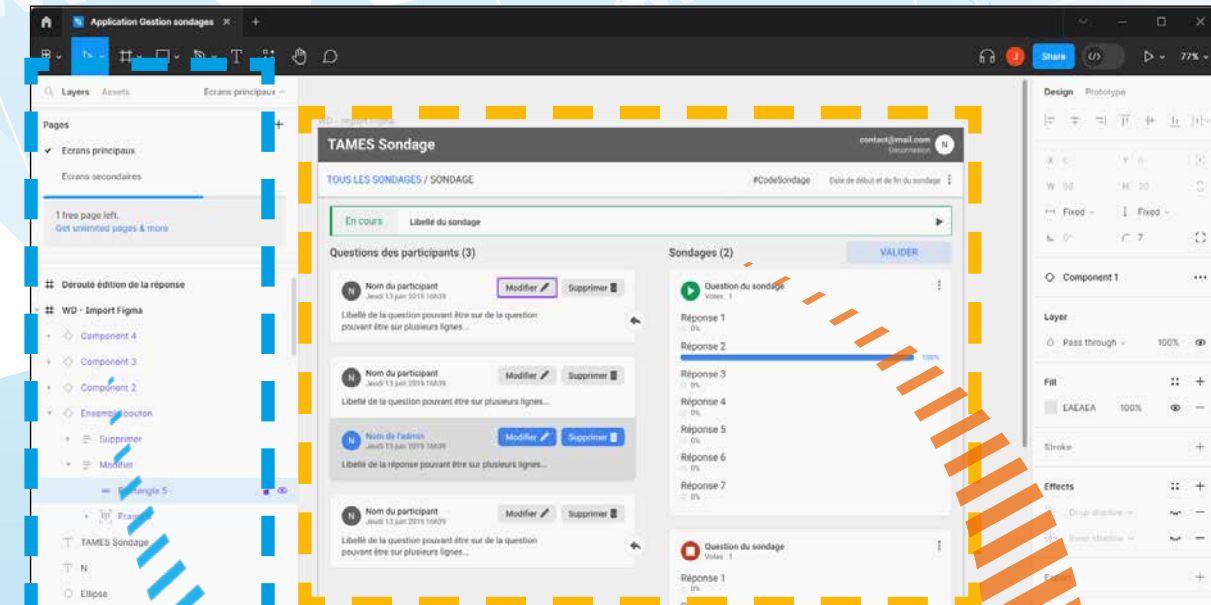 Application Gestion sondages × +
J Share 77%
Layers Assets Ecrans principaux
Pages
Ecrans principaux
Ecrans secondaires
1 free page left.
Get unlimited pages & more
Déroulé édition de la réponse
WD - Import Figma
Component 4
Component 3
Component 2
Ensemble bouton
Supprimer
Modifier
Rectangle 5
TAMES Sondage
N
Ellipse
WD - Import Figma
TAMES Sondage
contact@mail.com
Déconnexion
N
TOUS LES SONDAGES / SONDAGE
#CodeSondage Date de début et de fin du sondage
En cours Libellé du sondage
Questions des participants (3)
N Nom du participant
Jeudi 13 juin 2019 16h39
Modifier Supprimer
Libellé de la question pouvant être sur de la question
pouvant être sur plusieurs lignes...
N Nom du participant
Jeudi 13 juin 2019 16h39
Modifier Supprimer
Libellé de la question pouvant être sur plusieurs lignes...
N Nom de l'admin
Jeudi 13 juin 2019 16h39
Modifier Supprimer
Libellé de la réponse pouvant être sur plusieurs lignes...
N Nom du participant
Jeudi 13 juin 2019 16h39
Modifier Supprimer
Libellé de la question pouvant être sur de la question
pouvant être sur plusieurs lignes...
Sondages (2)
VALIDER
Question du sondage
Votes : 1
Réponse 1
0%
Réponse 2
100%
Réponse 3
0%
Réponse 4
0%
Réponse 5
0%
Réponse 6
0%
Réponse 7
0%
Question du sondage
Votes : 1
Réponse 1
0%
Design Prototype
X 0 Y 0
W 98 H 20
Fixed Fixed
0° 7
Component 1
Layer
Pass through 100%
Fill
EAEAEA 100%
Stroke
Effects
Drop shadow
Inner shadow
Export